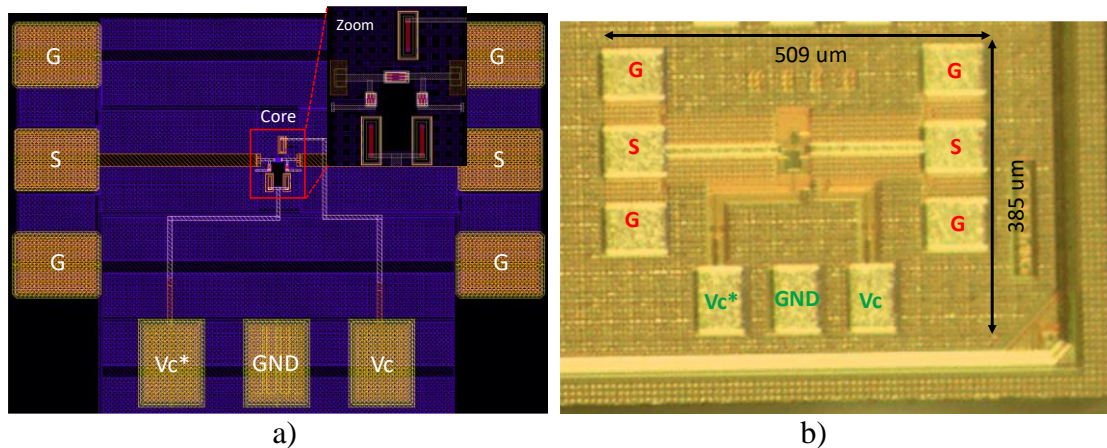 G
G
Zoom
Core
S
S
G
G
Vc*
GND
Vc
a)
509 um
G
G
S
S
385 um
G
G
Vc*
GND
Vc
b)